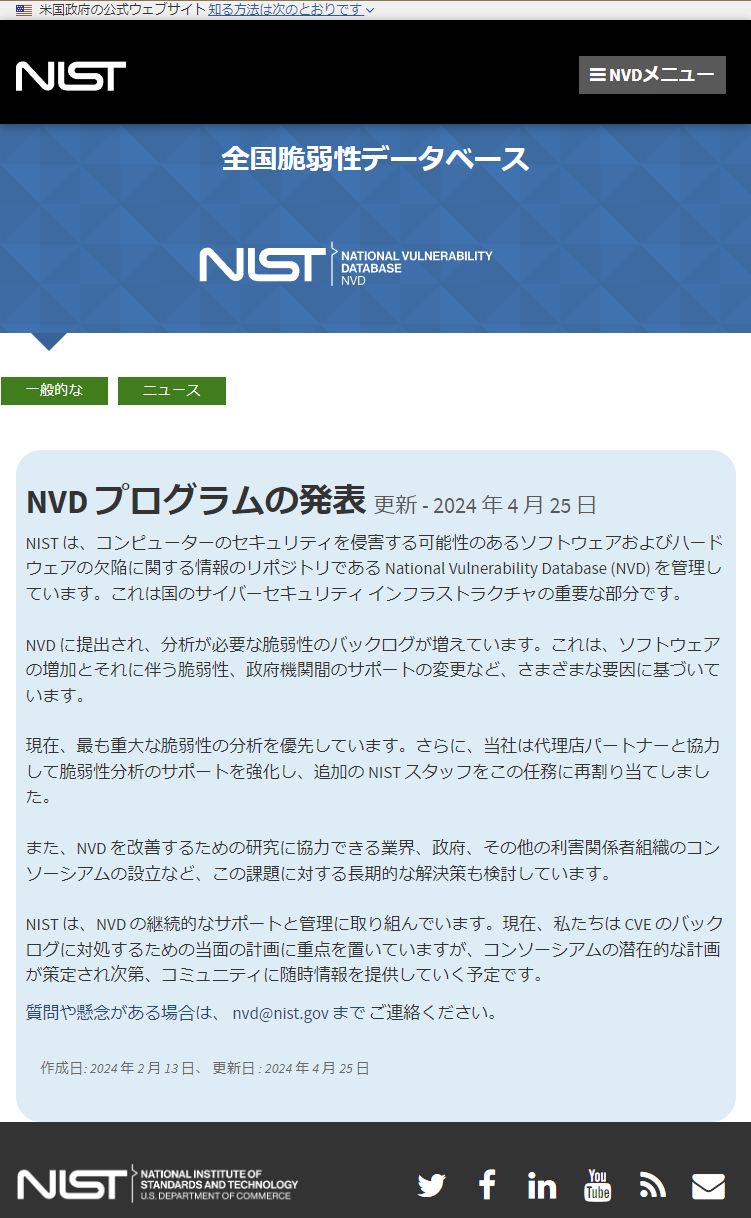 米国政府の公式ウェブサイト 知る方法は次のとおりです
NIST
NVDメニュー
全国脆弱性データベース
NIST
NATIONAL VULNERABILITY
DATABASE
NVD
一般的な ニュース
NVD プログラムの発表 更新 - 2024 年 4 月 25 日
NIST は、コンピューターのセキュリティを侵害する可能性のあるソフトウェアおよびハード
ウェアの欠陥に関する情報のリポジトリである National Vulnerability Database (NVD) を管理し
ています。これは国のサイバーセキュリティ インフラストラクチャの重要な部分です。
NVD に提出され、分析が必要な脆弱性のバックログが増えています。これは、ソフトウェア
の増加とそれに伴う脆弱性、政府機関間のサポートの変更など、さまざまな要因に基づいて
います。
現在、最も重大な脆弱性の分析を優先しています。さらに、当社は代理店パートナーと協力
して脆弱性分析のサポートを強化し、追加の NIST スタッフをこの任務に再割り当てしまし
た。
また、NVD を改善するための研究に協力できる業界、政府、その他の利害関係者組織のコン
ソーシアムの設立など、この課題に対する長期的な解決策も検討しています。
NIST は、NVD の継続的なサポートと管理に取り組んでいます。現在、私たちは CVE のバック
ログに対処するための当面の計画に重点を置いていますが、コンソーシアムの潜在的な計画
が策定され次第、コミュニティに随時情報を提供していく予定です。
質問や懸念がある場合は、 nvd@nist.gov まで ご連絡ください。
作成日: 2024 年 2 月 13 日、 更新日 : 2024 年 4 月 25 日
NIST
NATIONAL INSTITUTE OF
STANDARDS AND TECHNOLOGY
U.S. DEPARTMENT OF COMMERCE
You
Tube